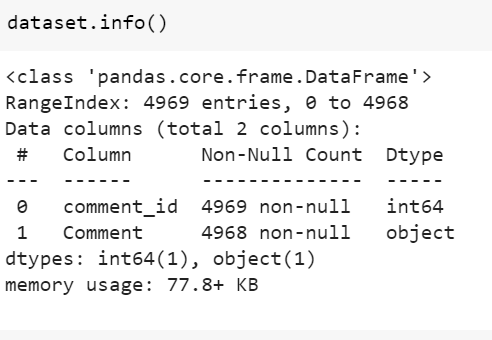 dataset.info()
<class 'pandas.core.frame.DataFrame'>
RangeIndex: 4969 entries, 0 to 4968
Data columns (total 2 columns):
 #   Column      Non-Null Count  Dtype
---  ------      --------------  -----
 0   comment_id  4969 non-null   int64
 1   Comment     4968 non-null   object
dtypes: int64(1), object(1)
memory usage: 77.8+ KB